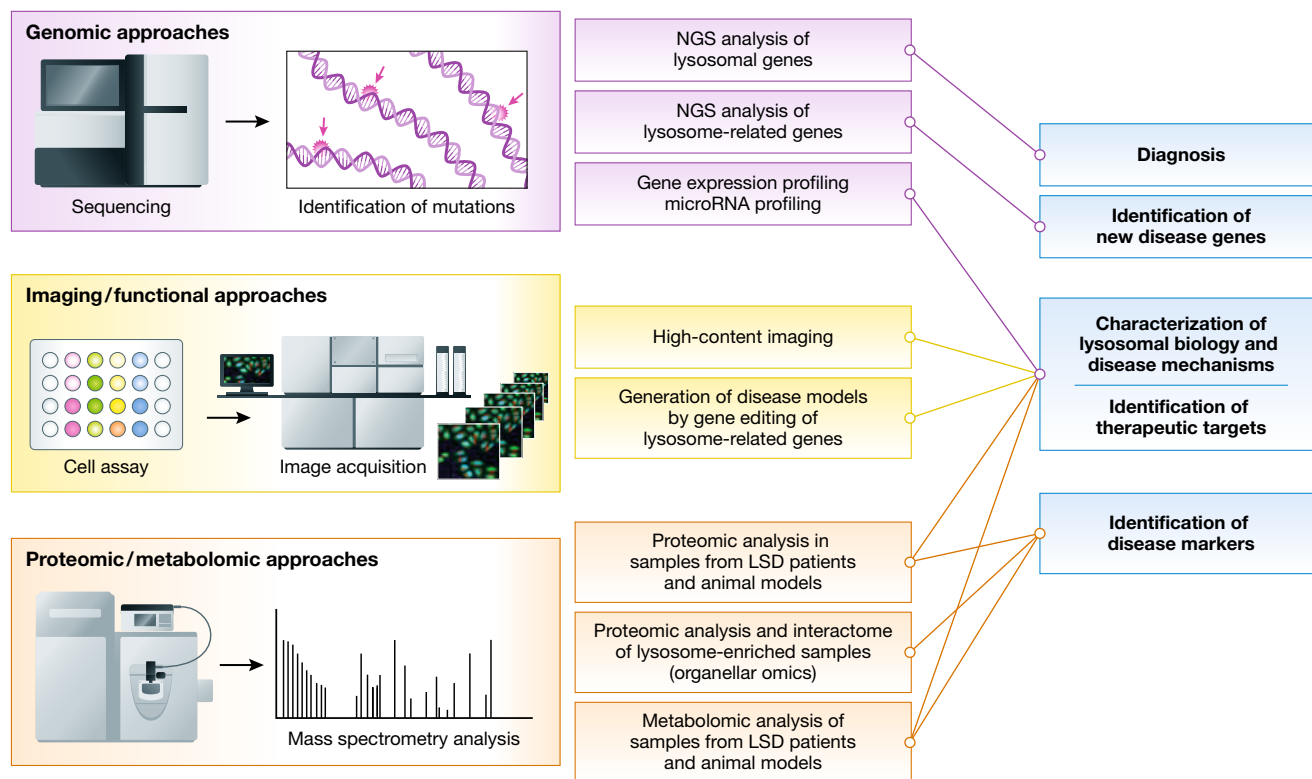 Genomic approaches
Sequencing
Identification of mutations
NGS analysis of
lysosomal genes
NGS analysis of
lysosome-related genes
Gene expression profiling
microRNA profiling
Diagnosis
Identification of
new disease genes
Imaging/functional approaches
Cell assay
Image acquisition
High-content imaging
Generation of disease models
by gene editing of
lysosome-related genes
Characterization of
lysosomal biology and
disease mechanisms
Identification of
therapeutic targets
Proteomic/metabolomic approaches
Mass spectrometry analysis
Proteomic analysis in
samples from LSD patients
and animal models
Proteomic analysis and interactome
of lysosome-enriched samples
(organellar omics)
Metabolomic analysis of
samples from LSD patients
and animal models
Identification of
disease markers